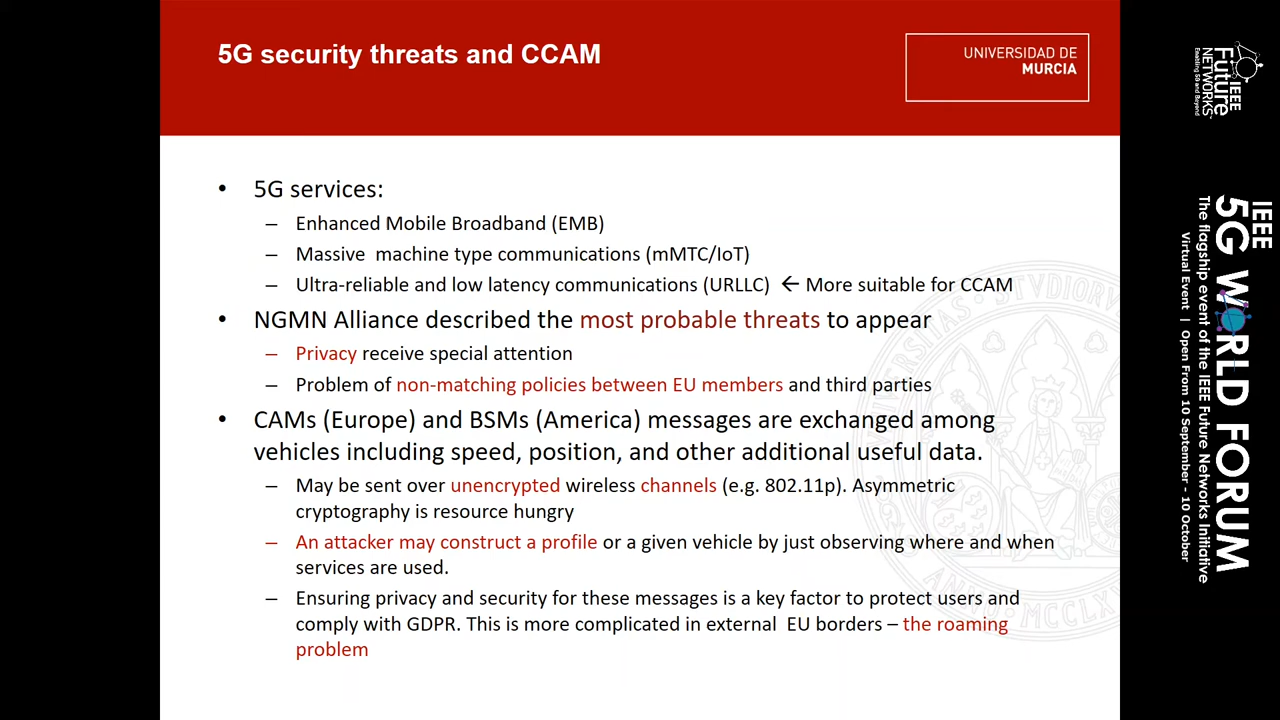 5G security threats and CCAM
UNIVERSIDAD DE
MURCIA
• 5G services:
– Enhanced Mobile Broadband (EMB)
– Massive machine type communications (mMTC/IoT)
– Ultra-reliable and low latency communications (URLLC) ← More suitable for CCAM
• NGMN Alliance described the most probable threats to appear
– Privacy receive special attention
– Problem of non-matching policies between EU members and third parties
• CAMs (Europe) and BSMs (America) messages are exchanged among
vehicles including speed, position, and other additional useful data.
– May be sent over unencrypted wireless channels (e.g. 802.11p). Asymmetric
cryptography is resource hungry
– An attacker may construct a profile or a given vehicle by just observing where and when
services are used.
– Ensuring privacy and security for these messages is a key factor to protect users and
comply with GDPR. This is more complicated in external EU borders – the roaming
problem
IEEE
Future
NETWORKS™
Enabling 5G and Beyond
IEEE
5G WORLD FORUM
The flagship event of the IEEE Future Networks Initiative
Virtual Event | Open From 10 September - 10 October